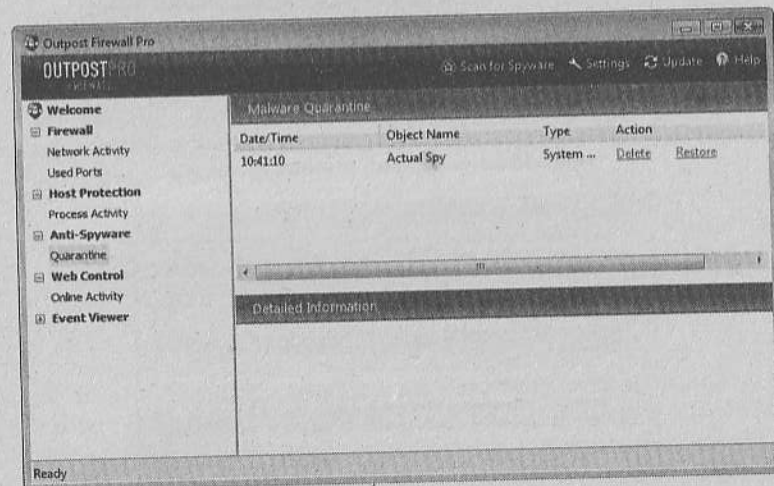 Outpost Firewall Pro
OUTPOST PRO
Scan for Spyware Settings Update Help
Welcome
Firewall
Network Activity
Used Ports
Host Protection
Process Activity
Anti-Spyware
Quarantine
Web Control
Online Activity
Event Viewer
Malware Quarantine
Date/Time Object Name Type Action
10:41:10 Actual Spy System ... Delete Restore
Detailed Information
Ready